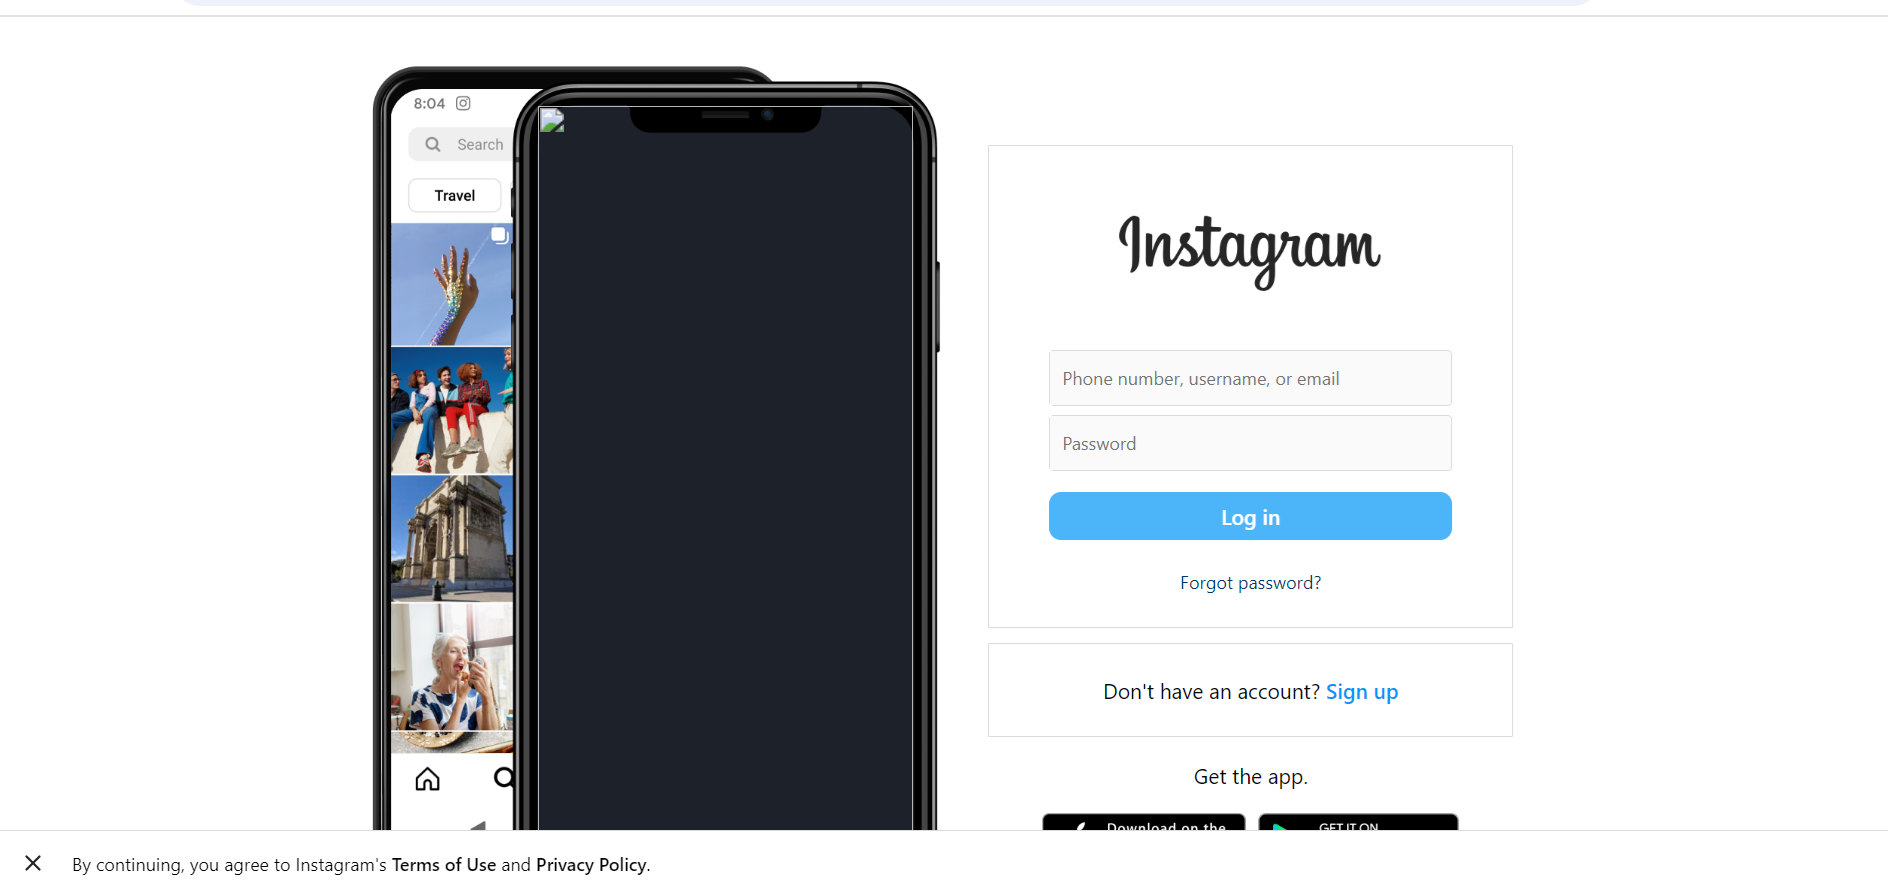 8:04
Search
Travel
Instagram
Phone number, username, or email
Password
Log in
Forgot password?
Don't have an account? Sign up
Get the app.
Download on the
GET IT ON
By continuing, you agree to Instagram's Terms of Use and Privacy Policy.